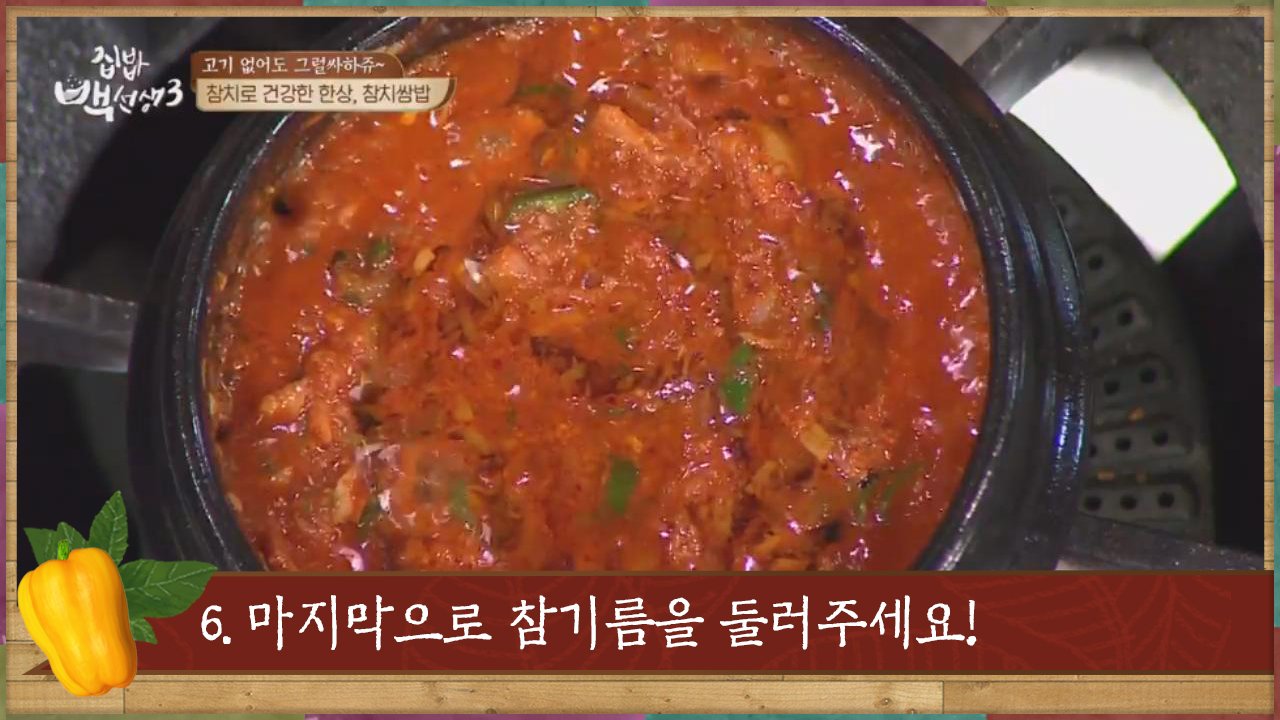 집밥
백선생3
고기 없어도 그럴싸하쥬~
참치로 건강한 한상, 참치쌈밥
6. 마지막으로 참기름을 둘러주세요!